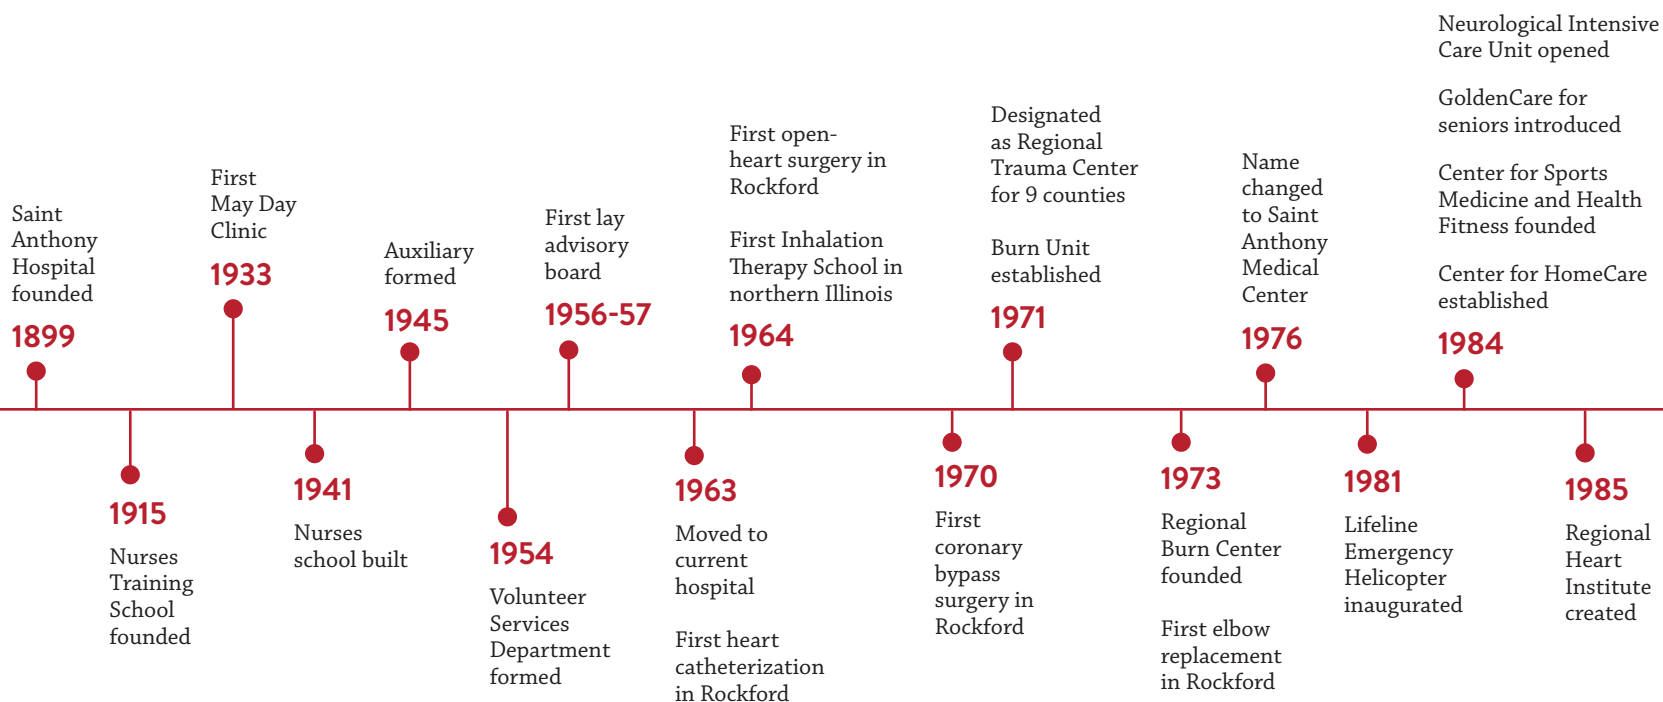 Saint
Anthony
Hospital
founded
1899
1915
Nurses
Training
School
founded
First
May Day
Clinic
1933
1941
Nurses
school built
Auxiliary
formed
1945
1954
Volunteer
Services
Department
formed
First lay
advisory
board
1956-57
1963
Moved to
current
hospital
First heart
catheterization
in Rockford
First open-
heart surgery in
Rockford
First Inhalation
Therapy School in
northern Illinois
1964
1970
First
coronary
bypass
surgery in
Rockford
Designated
as Regional
Trauma Center
for 9 counties
Burn Unit
established
1971
1973
Regional
Burn Center
founded
First elbow
replacement
in Rockford
Name
changed
to Saint
Anthony
Medical
Center
1976
1981
Lifeline
Emergency
Helicopter
inaugurated
Neurological Intensive
Care Unit opened
GoldenCare for
seniors introduced
Center for Sports
Medicine and Health
Fitness founded
Center for HomeCare
established
1984
1985
Regional
Heart
Institute
created